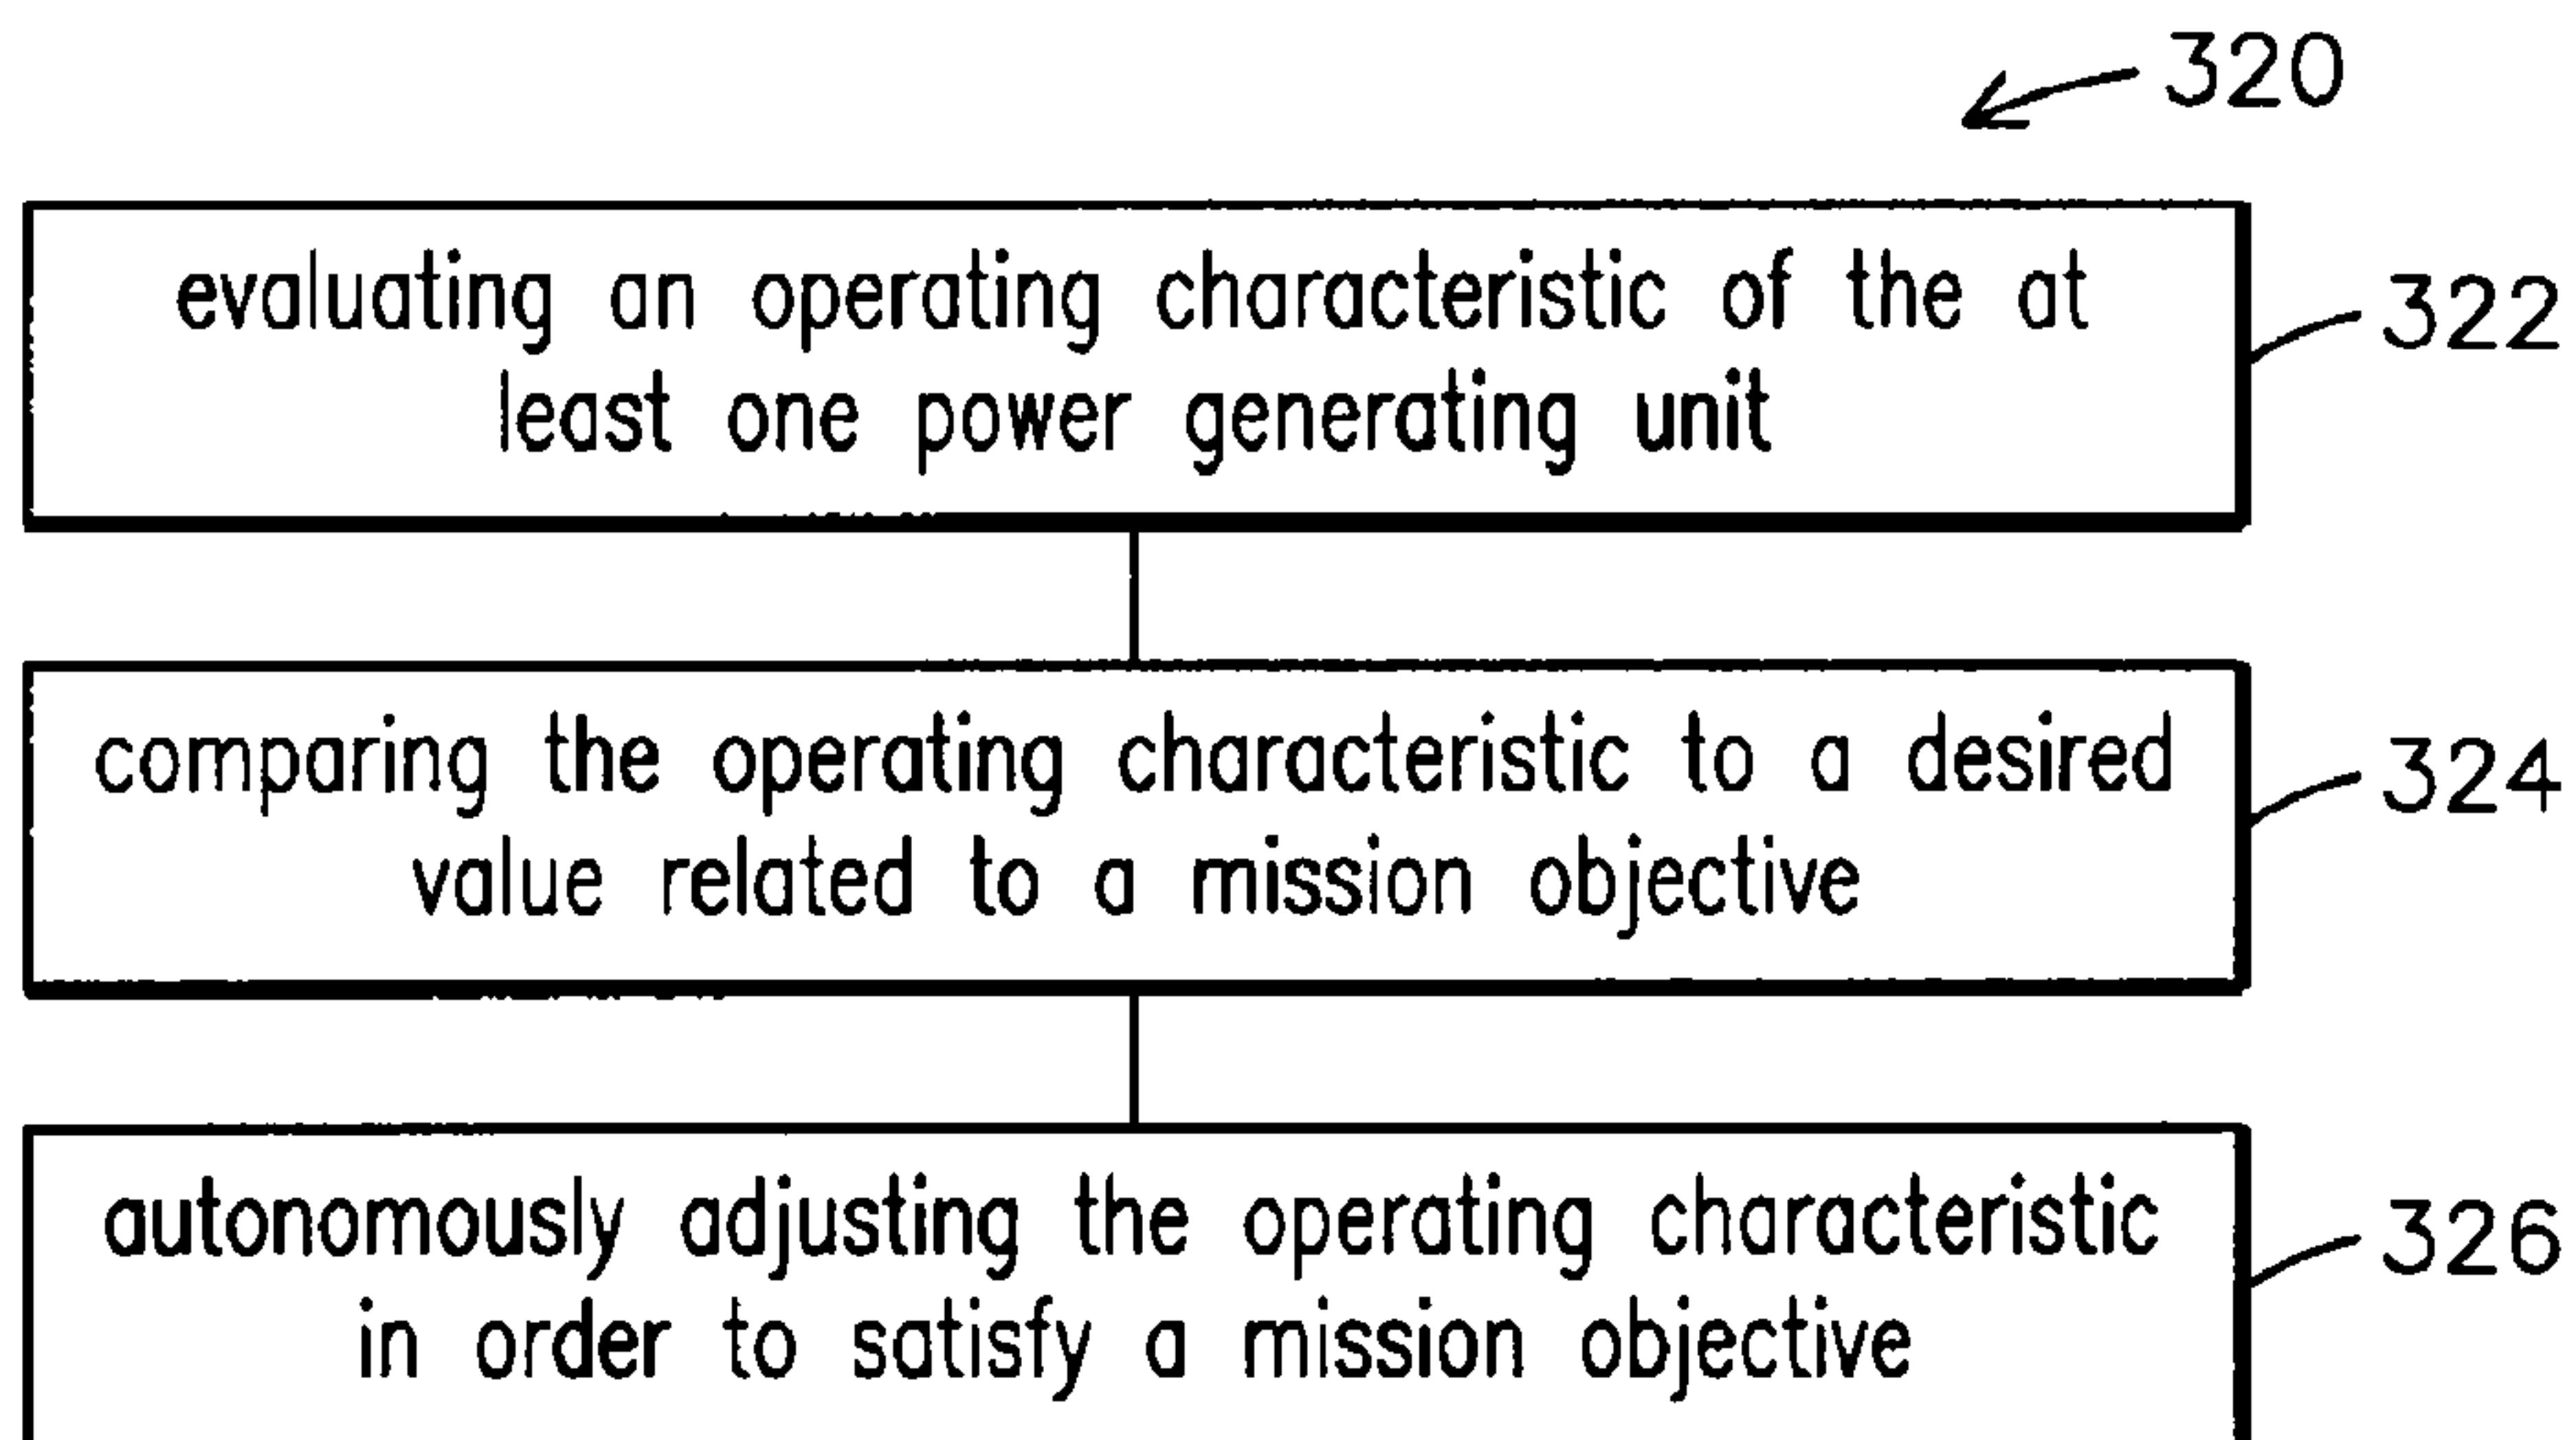 320
evaluating an operating characteristic of the at
least one power generating unit
322
comparing the operating characteristic to a desired
value related to a mission objective
324
autonomously adjusting the operating characteristic
in order to satisfy a mission objective
326